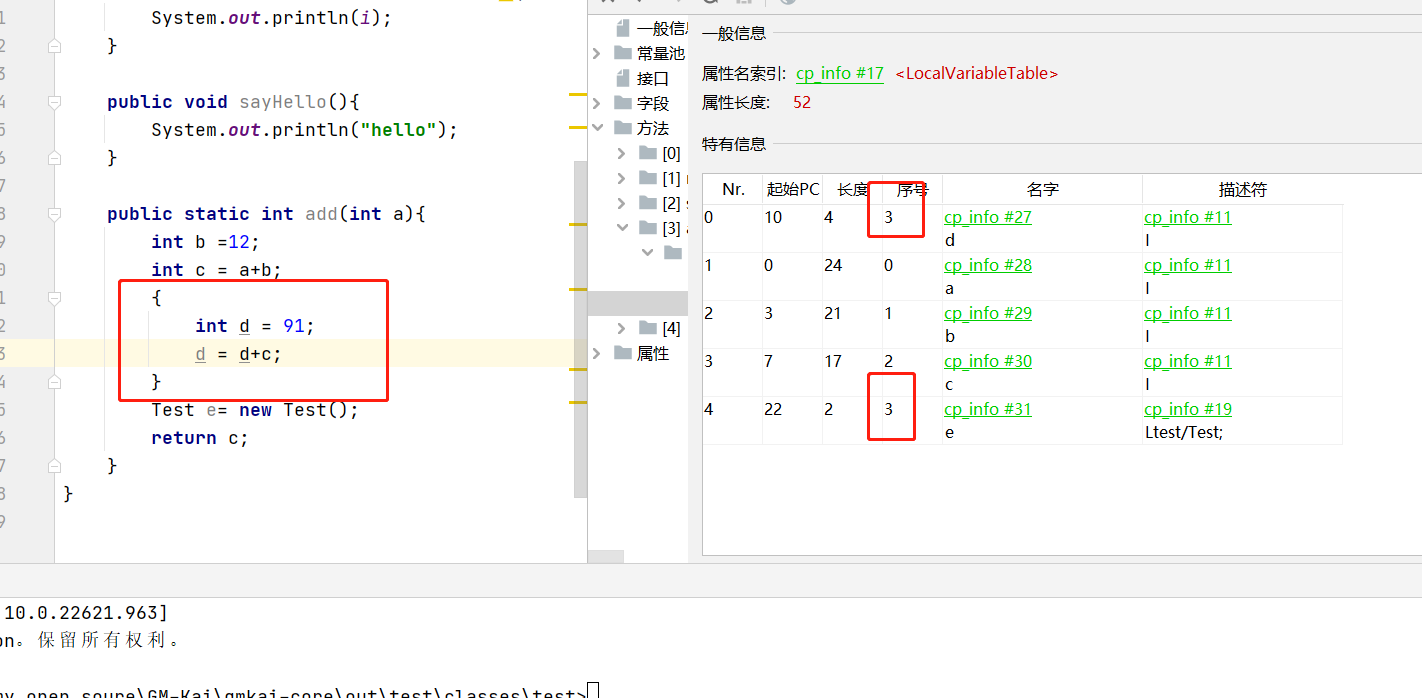 System.out.println(i);
}
public void sayHello(){
System.out.println("hello");
}
public static int add(int a){
int b =12;
int c = a+b;
{
int d = 91;
d = d+c;
}
Test e= new Test();
return c;
}
}
一般信息
常量池
接口
字段
方法
[0]
[1]
[2]
[3]
[4]
属性
一般信息
属性名索引: cp_info #17 <LocalVariableTable>
属性长度: 52
特有信息
Nr. 起始PC 长度 序号 名字 描述符
0 10 4 3 cp_info #27 cp_info #11
d I
1 0 24 0 cp_info #28 cp_info #11
a I
2 3 21 1 cp_info #29 cp_info #11
b I
3 7 17 2 cp_info #30 cp_info #11
c I
4 22 2 3 cp_info #31 cp_info #19
e Ltest/Test;
10.0.22621.963]
on。保留所有权利。
open soure\GM-Kai\gmkai-core\out\test\classes\test>